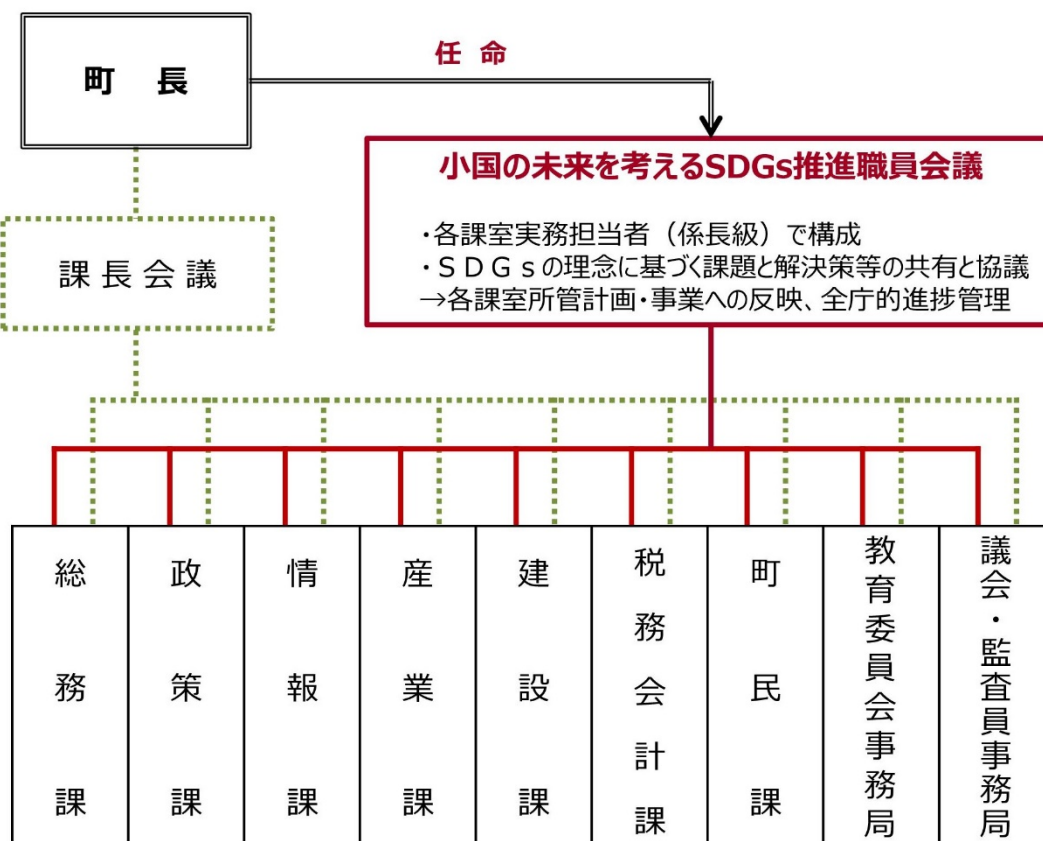 町 長
任 命
小国の未来を考えるSDGs推進職員会議
・各課室実務担当者（係長級）で構成
・ＳＤＧｓの理念に基づく課題と解決策等の共有と協議
→各課室所管計画・事業への反映、全庁的進捗管理
課 長 会 議
総務課
政策課
情報課
産業課
建設課
税務会計課
町民課
教育委員会事務局
議会・監査員事務局